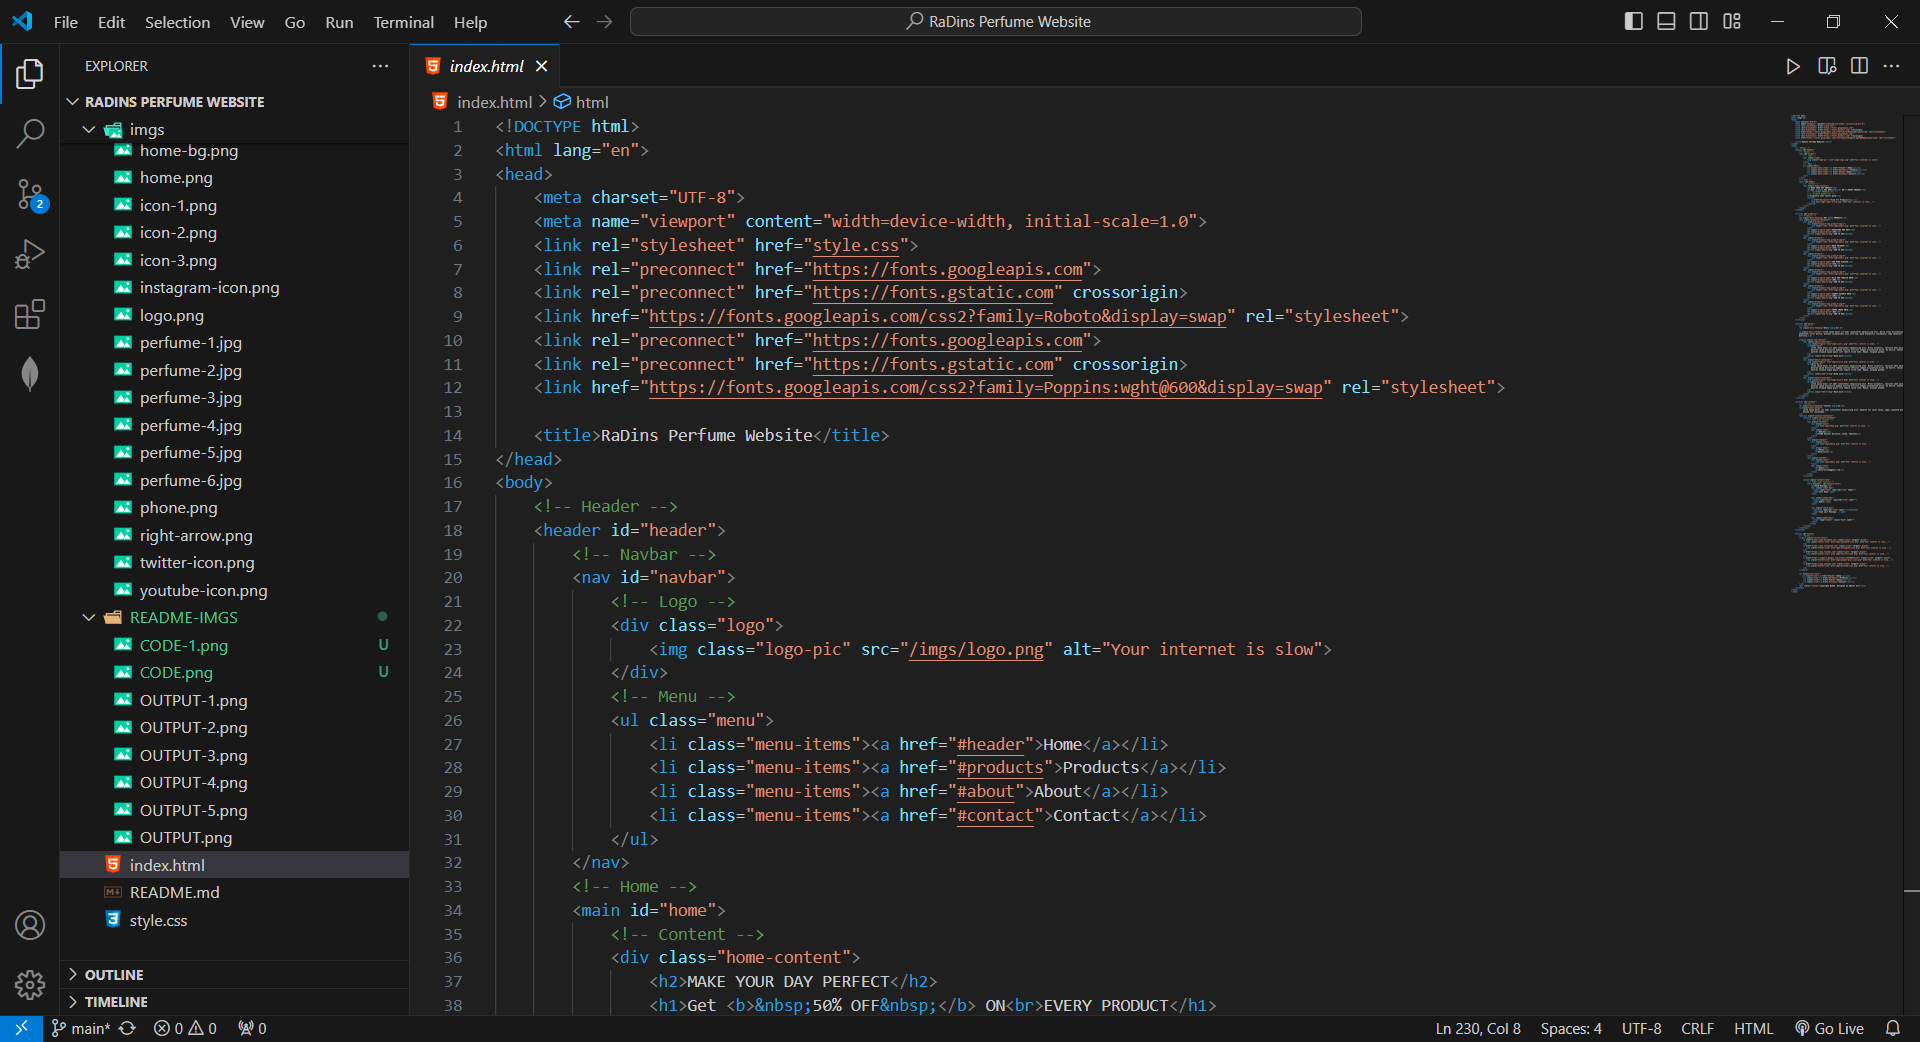 File Edit Selection View Go Run Terminal Help
RaDins Perfume Website
EXPLORER
RADINS PERFUME WEBSITE
imgs
home-bg.png
home.png
icon-1.png
icon-2.png
icon-3.png
instagram-icon.png
logo.png
perfume-1.jpg
perfume-2.jpg
perfume-3.jpg
perfume-4.jpg
perfume-5.jpg
perfume-6.jpg
phone.png
right-arrow.png
twitter-icon.png
youtube-icon.png
README-IMGS
CODE-1.png U
CODE.png U
OUTPUT-1.png
OUTPUT-2.png
OUTPUT-3.png
OUTPUT-4.png
OUTPUT-5.png
OUTPUT.png
index.html
README.md
style.css
OUTLINE
TIMELINE
2
index.html
index.html > html
1 <!DOCTYPE html>
2 <html lang="en">
3 <head>
4 <meta charset="UTF-8">
5 <meta name="viewport" content="width=device-width, initial-scale=1.0">
6 <link rel="stylesheet" href="style.css">
7 <link rel="preconnect" href="https://fonts.googleapis.com">
8 <link rel="preconnect" href="https://fonts.gstatic.com" crossorigin>
9 <link href="https://fonts.googleapis.com/css2?family=Roboto&display=swap" rel="stylesheet">
10 <link rel="preconnect" href="https://fonts.googleapis.com">
11 <link rel="preconnect" href="https://fonts.gstatic.com" crossorigin>
12 <link href="https://fonts.googleapis.com/css2?family=Poppins:wght@600&display=swap" rel="stylesheet">
13
14 <title>RaDins Perfume Website</title>
15 </head>
16 <body>
17 <!-- Header -->
18 <header id="header">
19 <!-- Navbar -->
20 <nav id="navbar">
21 <!-- Logo -->
22 <div class="logo">
23 <img class="logo-pic" src="/imgs/logo.png" alt="Your internet is slow">
24 </div>
25 <!-- Menu -->
26 <ul class="menu">
27 <li class="menu-items"><a href="#header">Home</a></li>
28 <li class="menu-items"><a href="#products">Products</a></li>
29 <li class="menu-items"><a href="#about">About</a></li>
30 <li class="menu-items"><a href="#contact">Contact</a></li>
31 </ul>
32 </nav>
33 <!-- Home -->
34 <main id="home">
35 <!-- Content -->
36 <div class="home-content">
37 <h2>MAKE YOUR DAY PERFECT</h2>
38 <h1>Get <b>&nbsp;50% OFF&nbsp;</b> ON<br>EVERY PRODUCT</h1>
main* 0 0 0
Ln 230, Col 8 Spaces: 4 UTF-8 CRLF HTML Go Live